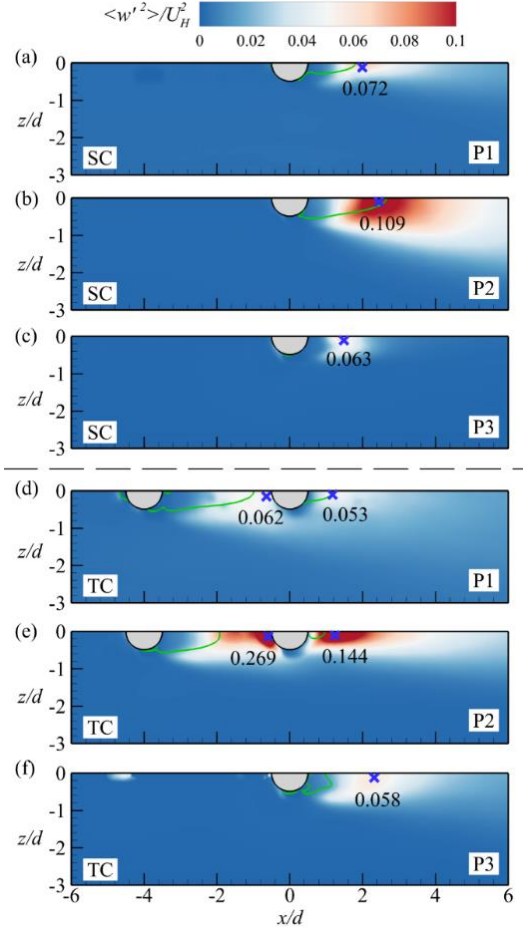 <w′²>/U_H²
0 0.02 0.04 0.06 0.08 0.1
(a)
0
-1
z/d
-2
-3
0.072
SC
P1
(b)
0
-1
z/d
-2
-3
0.109
SC
P2
(c)
0
-1
z/d
-2
-3
0.063
SC
P3
(d)
0
-1
z/d
-2
-3
0.062 0.053
TC
P1
(e)
0
-1
z/d
-2
-3
0.269 0.144
TC
P2
(f)
0
-1
z/d
-2
-3
0.058
TC
P3
-6 -4 -2 0 2 4 6
x/d